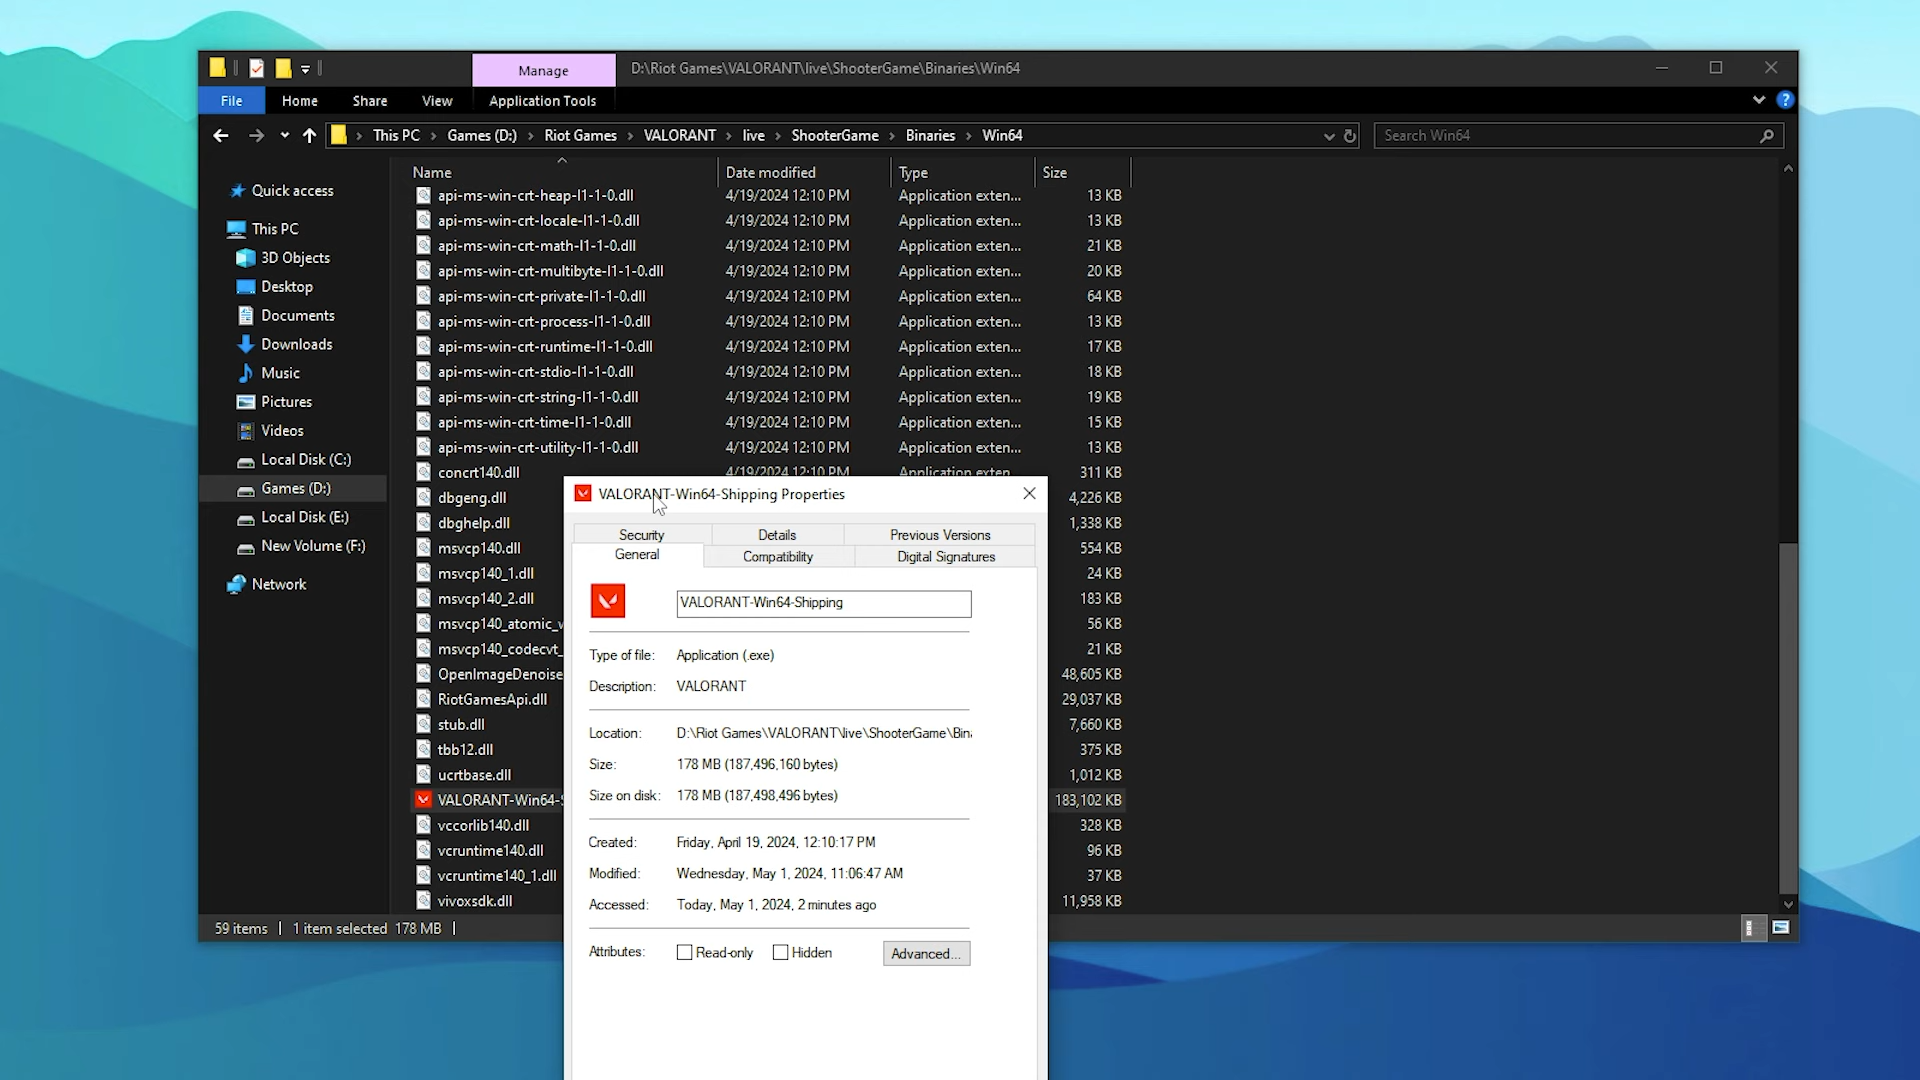 Manage
D:\Riot Games\VALORANT\live\ShooterGame\Binaries\Win64
File Home Share View Application Tools
This PC Games (D:) Riot Games VALORANT live ShooterGame Binaries Win64 Search Win64
Quick access
This PC
3D Objects
Desktop
Documents
Downloads
Music
Pictures
Videos
Local Disk (C:)
Games (D:)
Local Disk (E:)
New Volume (F:)
Network
Name Date modified Type Size
api-ms-win-crt-heap-l1-1-0.dll 4/19/2024 12:10 PM Application exten... 13 KB
api-ms-win-crt-locale-l1-1-0.dll 4/19/2024 12:10 PM Application exten... 13 KB
api-ms-win-crt-math-l1-1-0.dll 4/19/2024 12:10 PM Application exten... 21 KB
api-ms-win-crt-multibyte-l1-1-0.dll 4/19/2024 12:10 PM Application exten... 20 KB
api-ms-win-crt-private-l1-1-0.dll 4/19/2024 12:10 PM Application exten... 64 KB
api-ms-win-crt-process-l1-1-0.dll 4/19/2024 12:10 PM Application exten... 13 KB
api-ms-win-crt-runtime-l1-1-0.dll 4/19/2024 12:10 PM Application exten... 17 KB
api-ms-win-crt-stdio-l1-1-0.dll 4/19/2024 12:10 PM Application exten... 18 KB
api-ms-win-crt-string-l1-1-0.dll 4/19/2024 12:10 PM Application exten... 19 KB
api-ms-win-crt-time-l1-1-0.dll 4/19/2024 12:10 PM Application exten... 15 KB
api-ms-win-crt-utility-l1-1-0.dll 4/19/2024 12:10 PM Application exten... 13 KB
concrt140.dll 4/19/2024 12:10 PM Application exten 311 KB
dbgeng.dll 4,226 KB
dbghelp.dll 1,338 KB
msvcp140.dll 554 KB
msvcp140_1.dll 24 KB
msvcp140_2.dll 183 KB
msvcp140_atomic_w 56 KB
msvcp140_codecvt_ 21 KB
OpenImageDenoise 48,605 KB
RiotGamesApi.dll 29,037 KB
stub.dll 7,660 KB
tbb12.dll 375 KB
ucrtbase.dll 1,012 KB
VALORANT-Win64-S 183,102 KB
vccorlib140.dll 328 KB
vcruntime140.dll 96 KB
vcruntime140_1.dll 37 KB
vivoxsdk.dll 11,958 KB
59 items 1 item selected 178 MB
VALORANT-Win64-Shipping Properties
Security Details Previous Versions
General Compatibility Digital Signatures
VALORANT-Win64-Shipping
Type of file: Application (.exe)
Description: VALORANT
Location: D:\Riot Games\VALORANT\live\ShooterGame\Bina
Size: 178 MB (187,496,160 bytes)
Size on disk: 178 MB (187,498,496 bytes)
Created: Friday, April 19, 2024, 12:10:17 PM
Modified: Wednesday, May 1, 2024, 11:06:47 AM
Accessed: Today, May 1, 2024, 2 minutes ago
Attributes: Read-only Hidden Advanced...